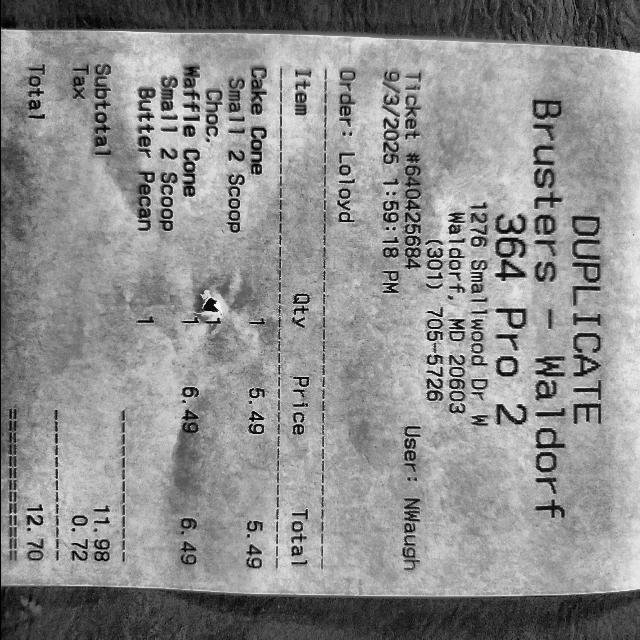 DUPLICATE
Brusters - Waldorf
364 Pro 2
1276 Smallwood Dr W
Waldorf, MD 20603
(301) 705-5726
Ticket #640425684 User: NWaugh
9/3/2025 1:59:18 PM
Order: Loloyd
Item Qty Price Total
Cake Cone 1 5.49 5.49
Small 2 Scoop
Choc. 1
Waffle Cone 1 6.49 6.49
Small 2 Scoop
Butter Pecan 1
Subtotal 11.98
Tax 0.72
Total 12.70